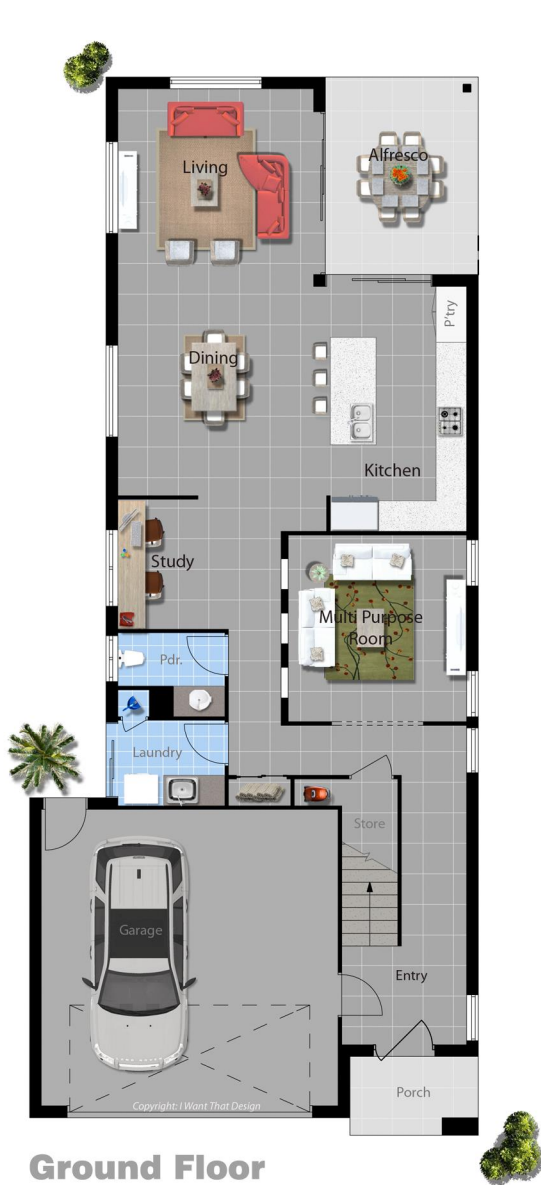 Living
Alfresco
P'try
Dining
Kitchen
Study
Multi Purpose
Room
Pdr.
Laundry
Store
Garage
Entry
Porch
Copyright: I Want That Design
Ground Floor